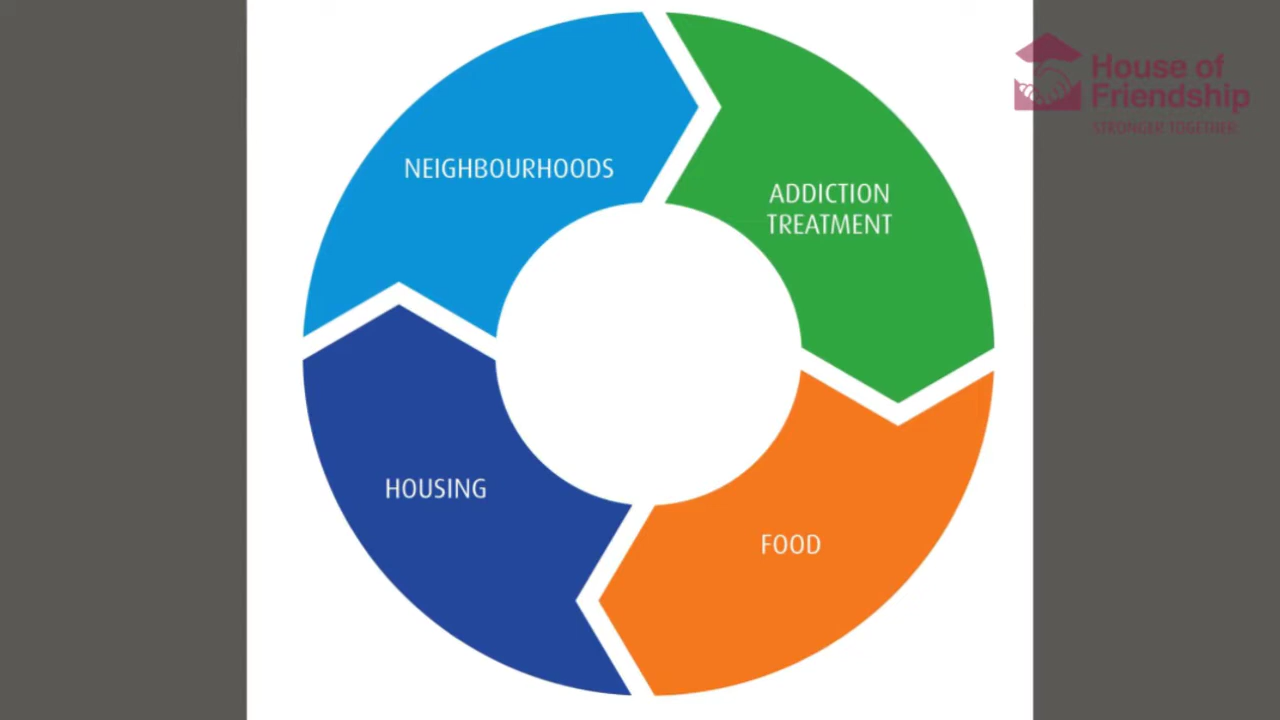 House of
Friendship
STRONGER TOGETHER
NEIGHBOURHOODS
ADDICTION
TREATMENT
HOUSING
FOOD